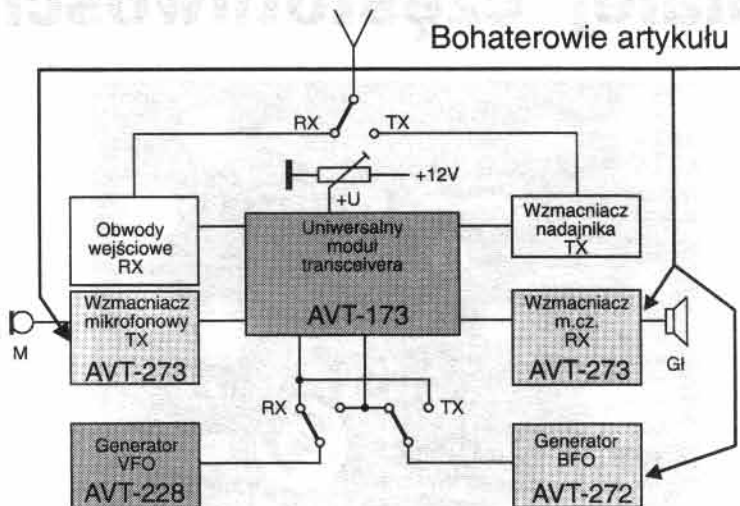 Bohaterowie artykułu
RX
TX
+12V
+U
Obwody
wejściowe
RX
Uniwersalny
moduł
transceivera
AVT-173
Wzmacniacz
nadajnika
TX
Wzmacniacz
mikrofonowy
TX
AVT-273
M
Wzmacniacz
m.cz.
RX
AVT-273
Gł
RX
TX
Generator
VFO
AVT-228
Generator
BFO
AVT-272